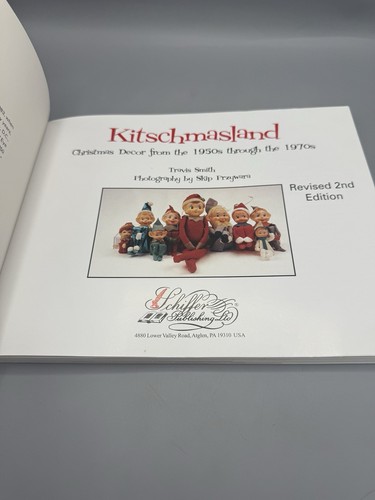 Kitschmasland
Christmas Decor from the 1950s through the 1970s
Travis Smith
Photography by Skip
Revised 2nd
Edition
Schiffer
Publishing Ltd
4880 Lower Valley Road, Atglen, PA 19310 USA